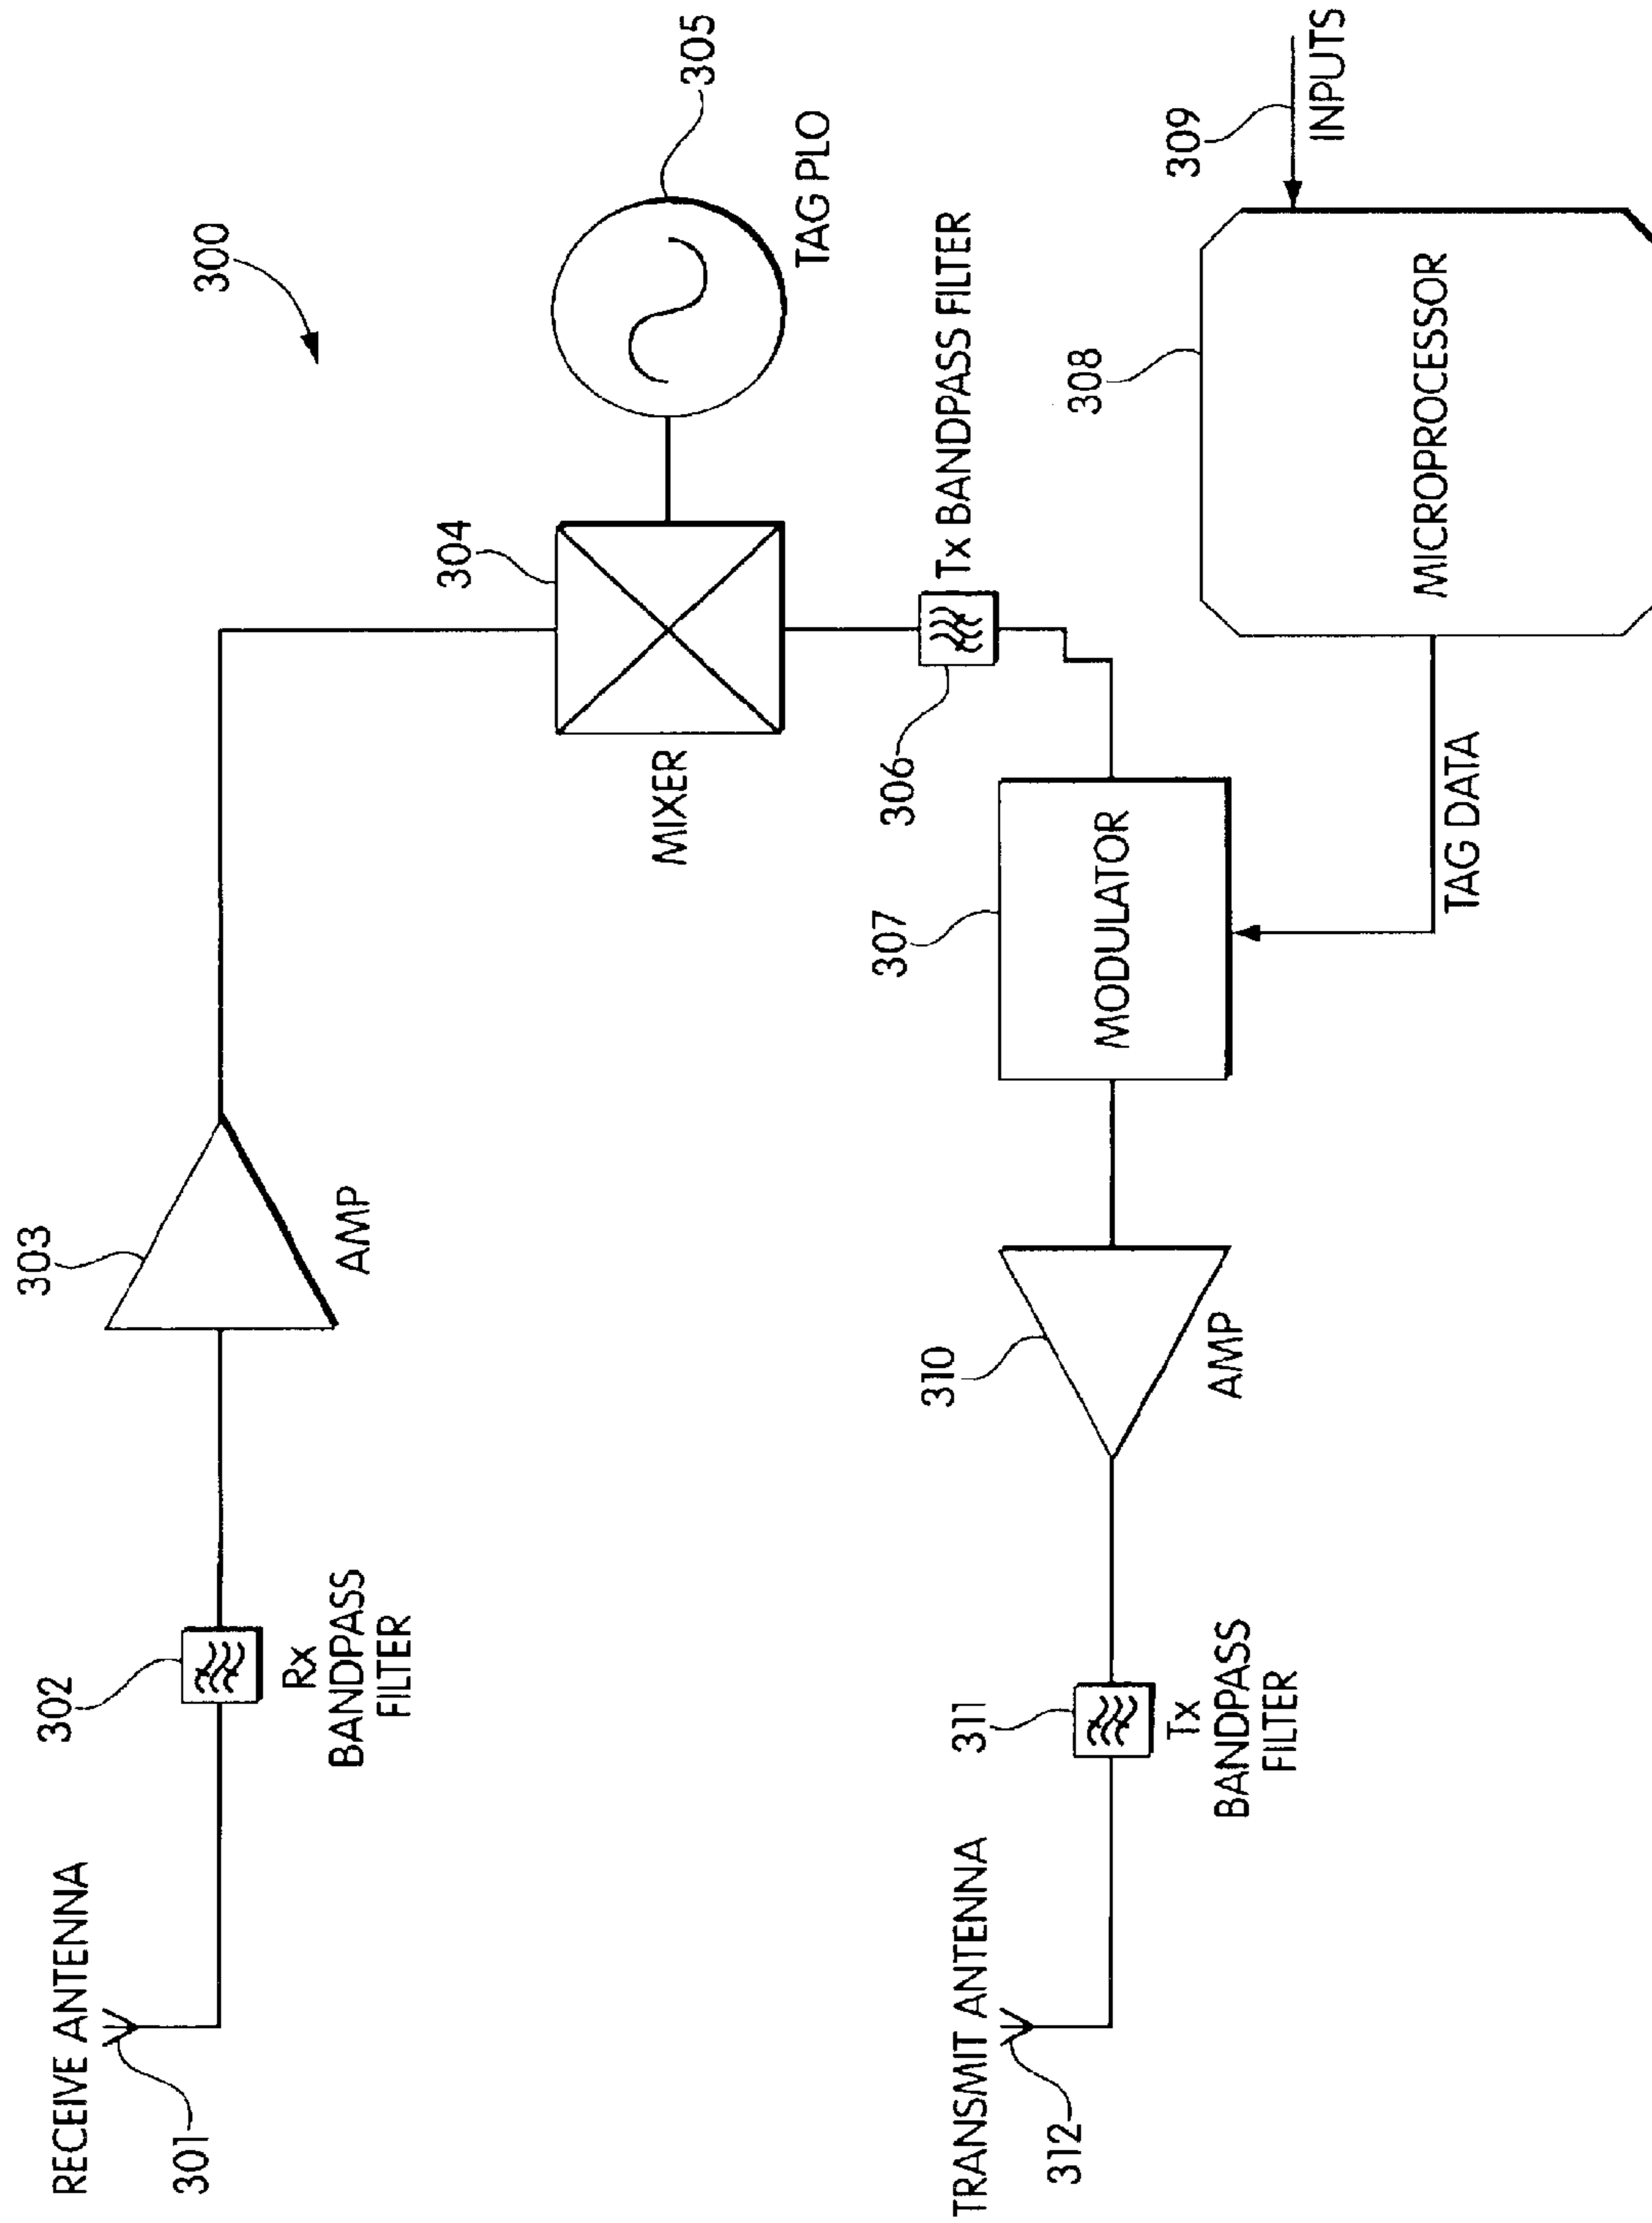 300
RECEIVE ANTENNA
301
302
Rx
BANDPASS
FILTER
303
AMP
304
MIXER
305
TAG PLO
306
Tx BANDPASS FILTER
307
MODULATOR
308
MICROPROCESSOR
309
INPUTS
TAG DATA
310
AMP
311
Tx
BANDPASS
FILTER
TRANSMIT ANTENNA
312